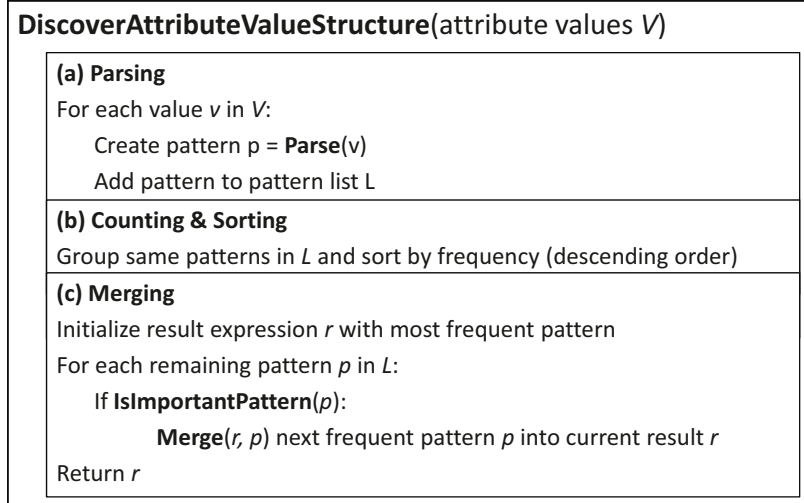 DiscoverAttributeValueStructure(attribute values V)
(a) Parsing
For each value v in V:
Create pattern p = Parse(v)
Add pattern to pattern list L
(b) Counting & Sorting
Group same patterns in L and sort by frequency (descending order)
(c) Merging
Initialize result expression r with most frequent pattern
For each remaining pattern p in L:
If IsImportantPattern(p):
Merge(r, p) next frequent pattern p into current result r
Return r